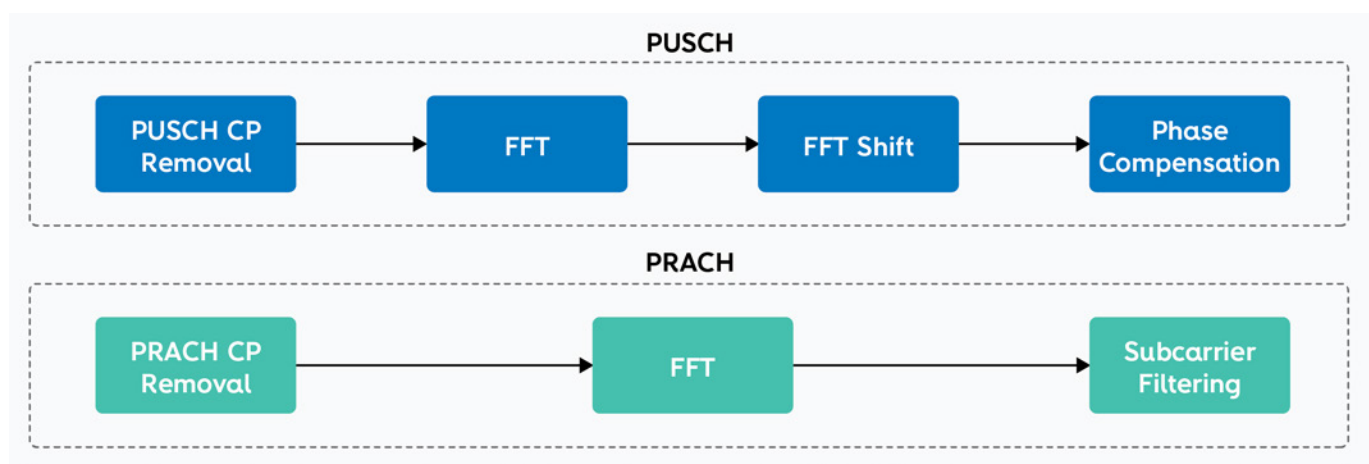 PUSCH
PUSCH CP
Removal
FFT
FFT Shift
Phase
Compensation
PRACH
PRACH CP
Removal
FFT
Subcarrier
Filtering